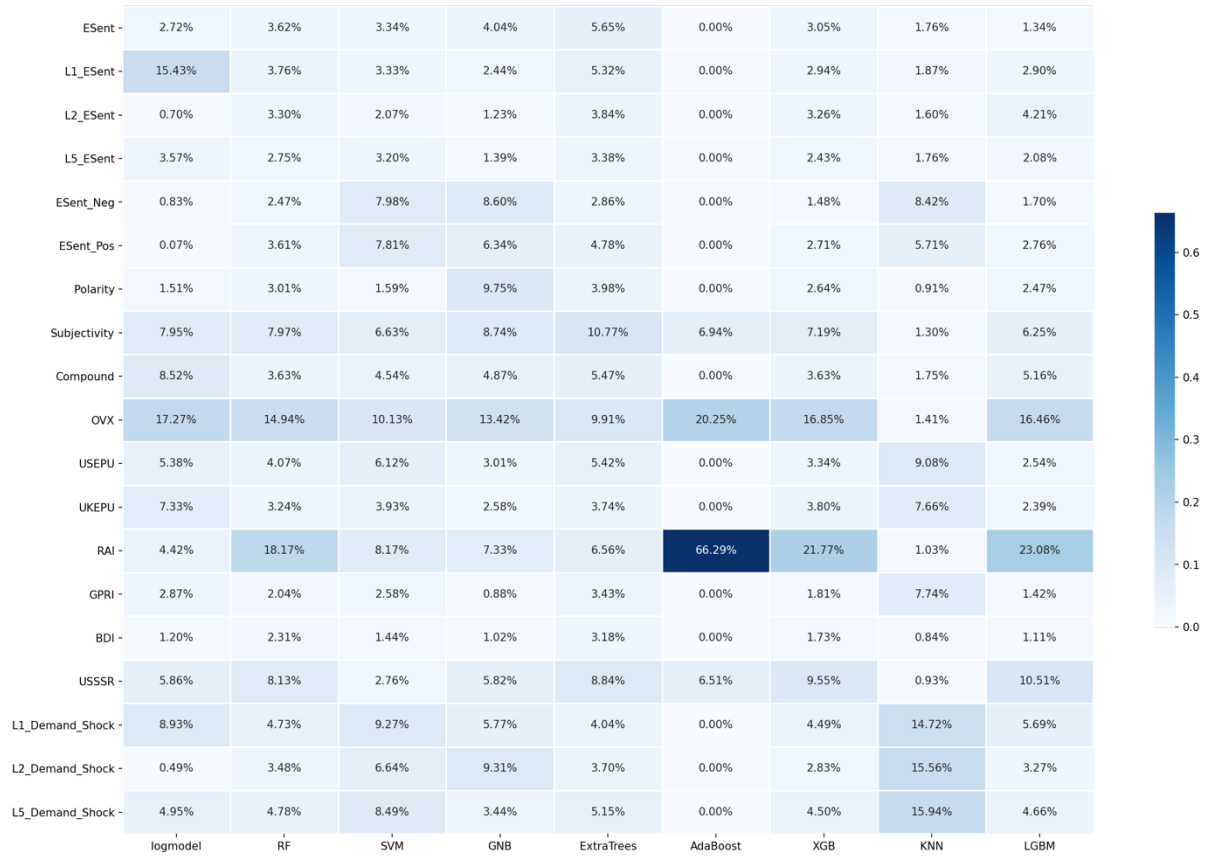 ESent 2.72% 3.62% 3.34% 4.04% 5.65% 0.00% 3.05% 1.76% 1.34%
L1_ESent 15.43% 3.76% 3.33% 2.44% 5.32% 0.00% 2.94% 1.87% 2.90%
L2_ESent 0.70% 3.30% 2.07% 1.23% 3.84% 0.00% 3.26% 1.60% 4.21%
L5_ESent 3.57% 2.75% 3.20% 1.39% 3.38% 0.00% 2.43% 1.76% 2.08%
ESent_Neg 0.83% 2.47% 7.98% 8.60% 2.86% 0.00% 1.48% 8.42% 1.70%
ESent_Pos 0.07% 3.61% 7.81% 6.34% 4.78% 0.00% 2.71% 5.71% 2.76%
Polarity 1.51% 3.01% 1.59% 9.75% 3.98% 0.00% 2.64% 0.91% 2.47%
Subjectivity 7.95% 7.97% 6.63% 8.74% 10.77% 6.94% 7.19% 1.30% 6.25%
Compound 8.52% 3.63% 4.54% 4.87% 5.47% 0.00% 3.63% 1.75% 5.16%
OVX 17.27% 14.94% 10.13% 13.42% 9.91% 20.25% 16.85% 1.41% 16.46%
USEPU 5.38% 4.07% 6.12% 3.01% 5.42% 0.00% 3.34% 9.08% 2.54%
UKEPU 7.33% 3.24% 3.93% 2.58% 3.74% 0.00% 3.80% 7.66% 2.39%
RAI 4.42% 18.17% 8.17% 7.33% 6.56% 66.29% 21.77% 1.03% 23.08%
GPRI 2.87% 2.04% 2.58% 0.88% 3.43% 0.00% 1.81% 7.74% 1.42%
BDI 1.20% 2.31% 1.44% 1.02% 3.18% 0.00% 1.73% 0.84% 1.11%
USSSR 5.86% 8.13% 2.76% 5.82% 8.84% 6.51% 9.55% 0.93% 10.51%
L1_Demand_Shock 8.93% 4.73% 9.27% 5.77% 4.04% 0.00% 4.49% 14.72% 5.69%
L2_Demand_Shock 0.49% 3.48% 6.64% 9.31% 3.70% 0.00% 2.83% 15.56% 3.27%
L5_Demand_Shock 4.95% 4.78% 8.49% 3.44% 5.15% 0.00% 4.50% 15.94% 4.66%
logmodel RF SVM GNB ExtraTrees AdaBoost XGB KNN LGBM
0.6
0.5
0.4
0.3
0.2
0.1
0.0